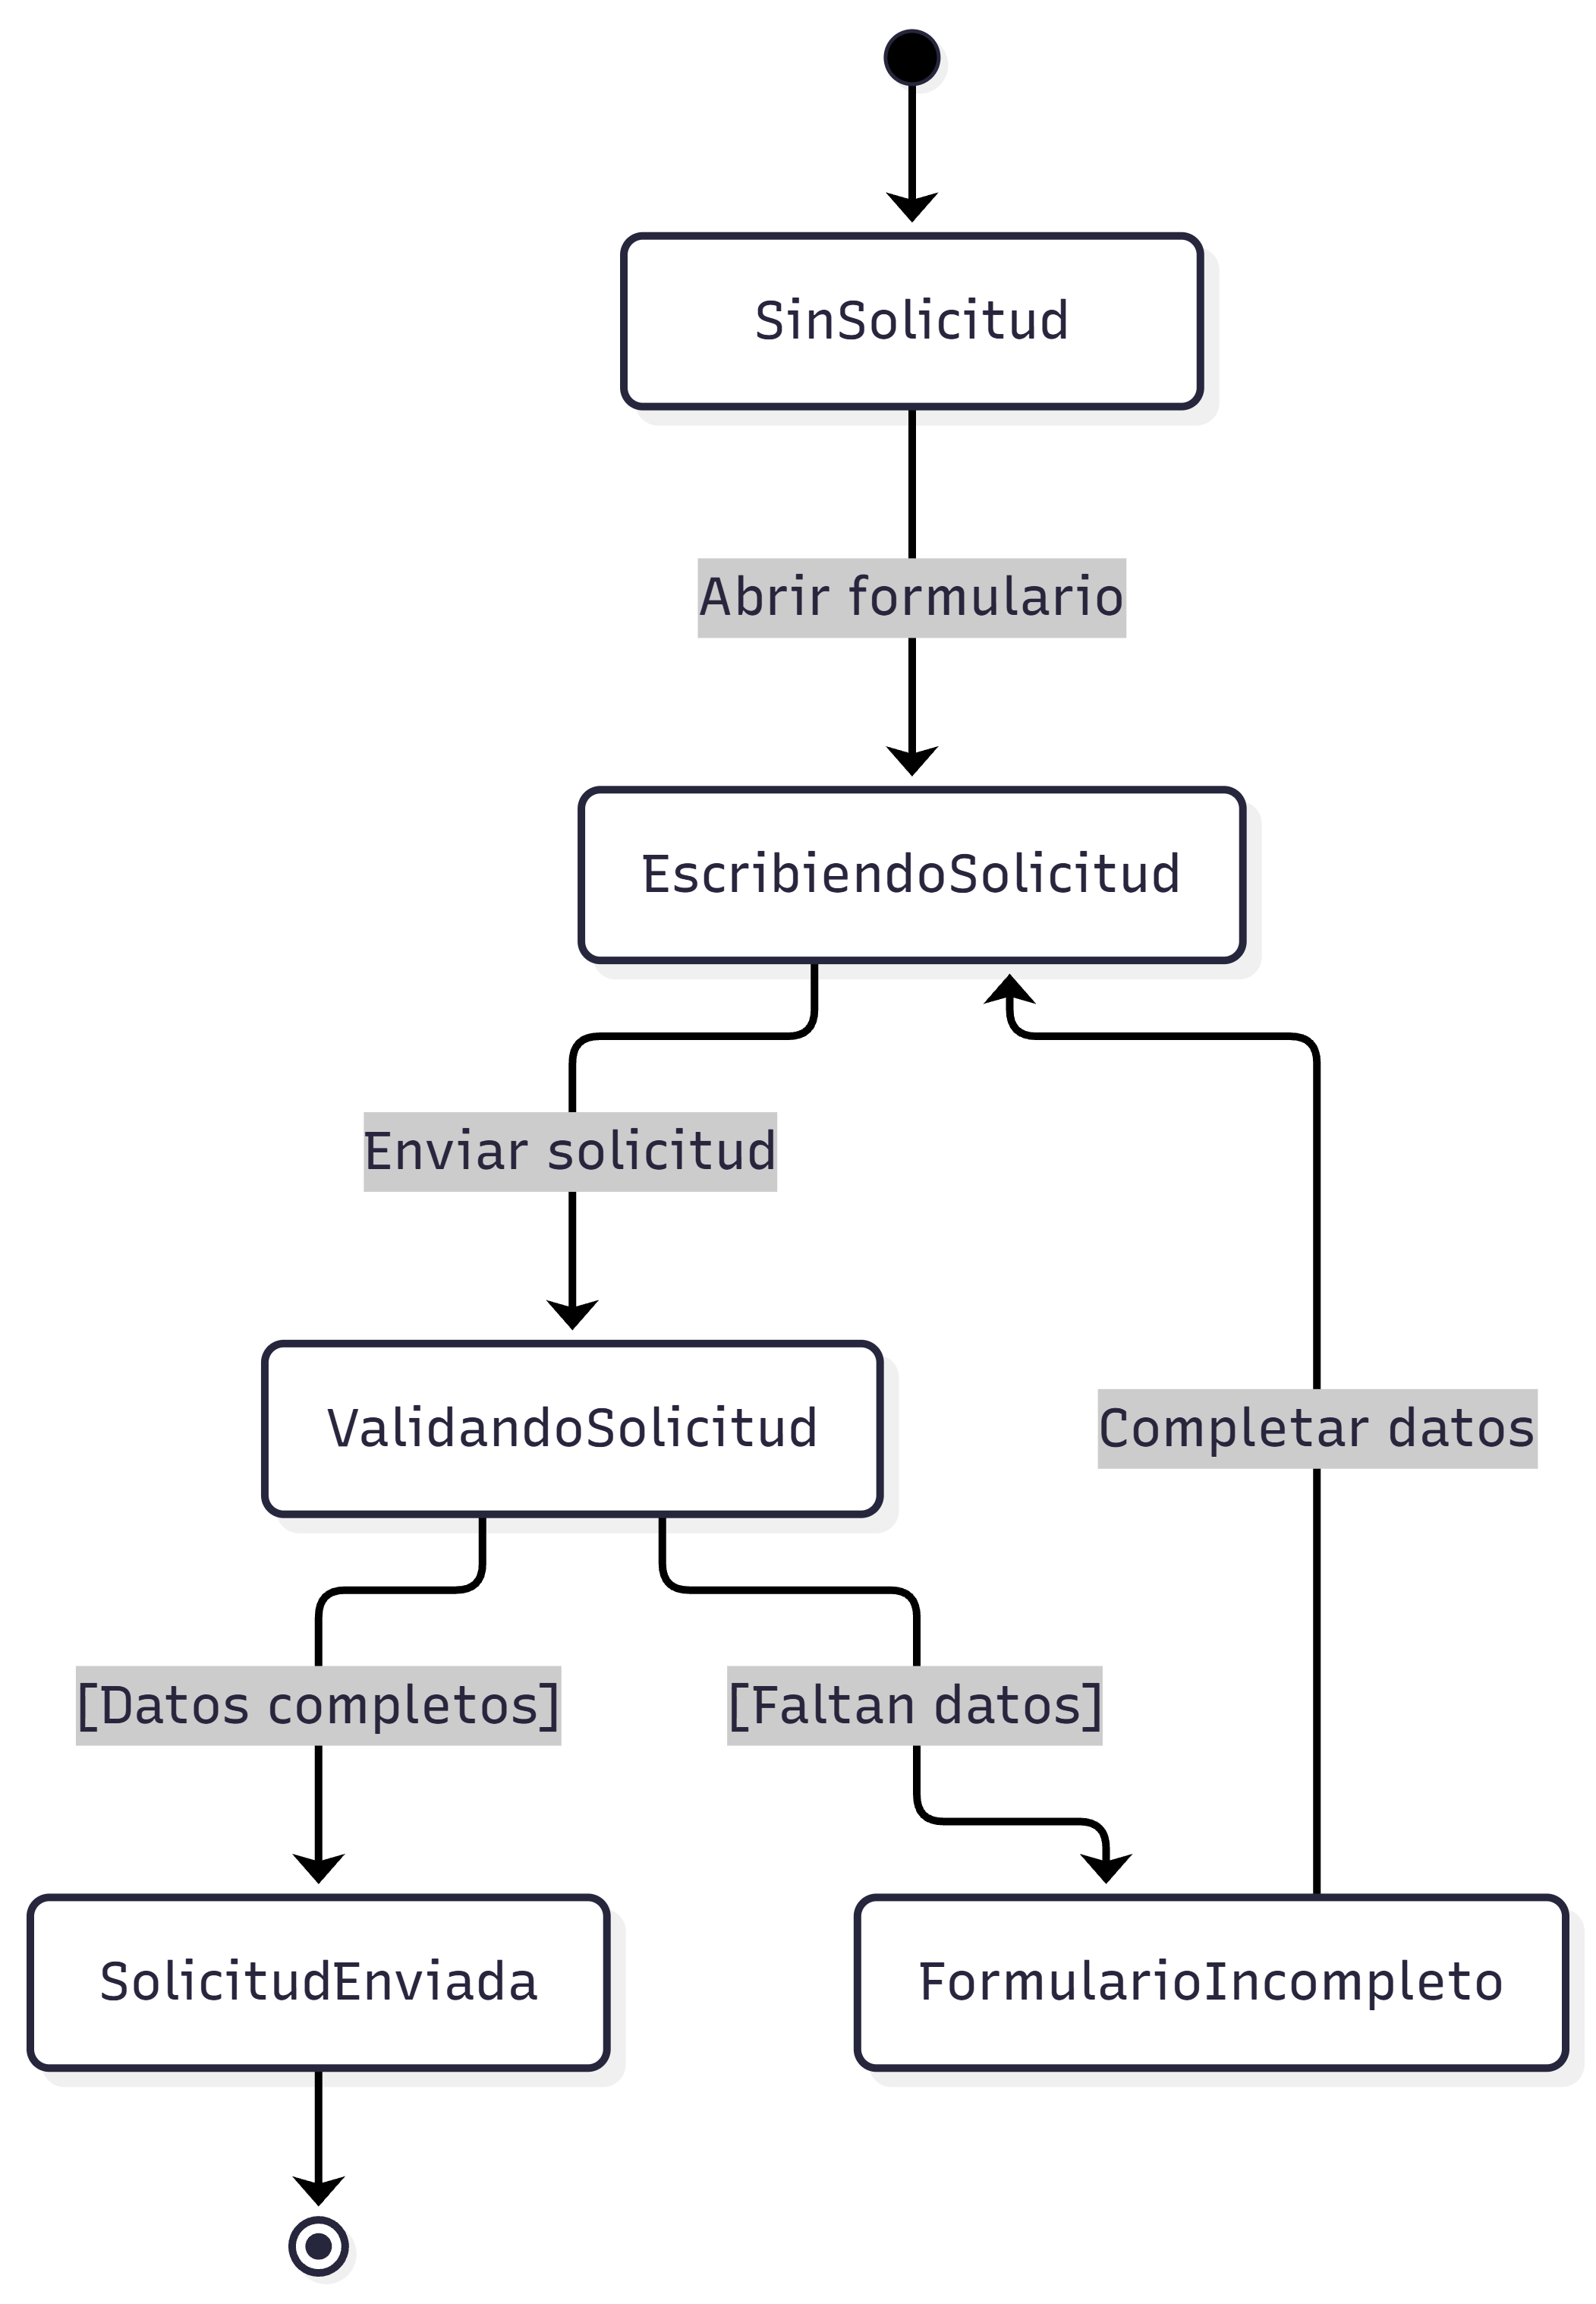 SinSolicitud
Abrir formulario
EscribiendoSolicitud
Enviar solicitud
ValidandoSolicitud
Completar datos
[Datos completos]
[Faltan datos]
SolicitudEnviada
FormularioIncompleto